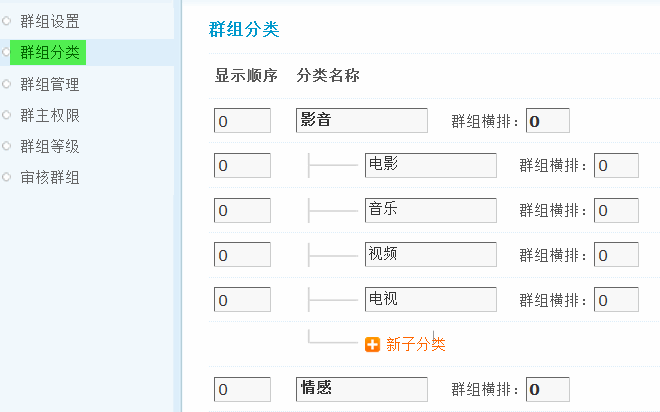 群组设置
群组分类
群组管理
群主权限
群组等级
审核群组
群组分类
显示顺序 分类名称
0 影音 群组横排：0
0 电影 群组横排：0
0 音乐 群组横排：0
0 视频 群组横排：0
0 电视 群组横排：0
新子分类
0 情感 群组横排：0